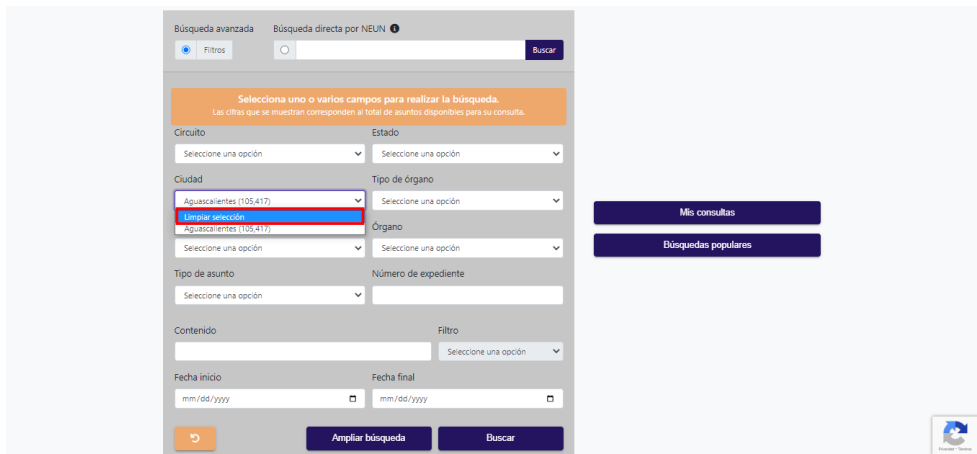 Búsqueda avanzada Búsqueda directa por NEUN
Filtros Buscar
Selecciona uno o varios campos para realizar la búsqueda.
Las cifras que se muestran corresponden al total de asuntos disponibles para su consulta.
Circuito Estado
Seleccione una opción Seleccione una opción
Ciudad Tipo de órgano
Aguascalientes (105,417) Seleccione una opción
Limpiar selección
Aguascalientes (105,417) Órgano
Seleccione una opción Seleccione una opción
Tipo de asunto Número de expediente
Seleccione una opción
Contenido Filtro
Seleccione una opción
Fecha inicio Fecha final
mm/dd/yyyy mm/dd/yyyy
Ampliar búsqueda Buscar
Mis consultas
Búsquedas populares